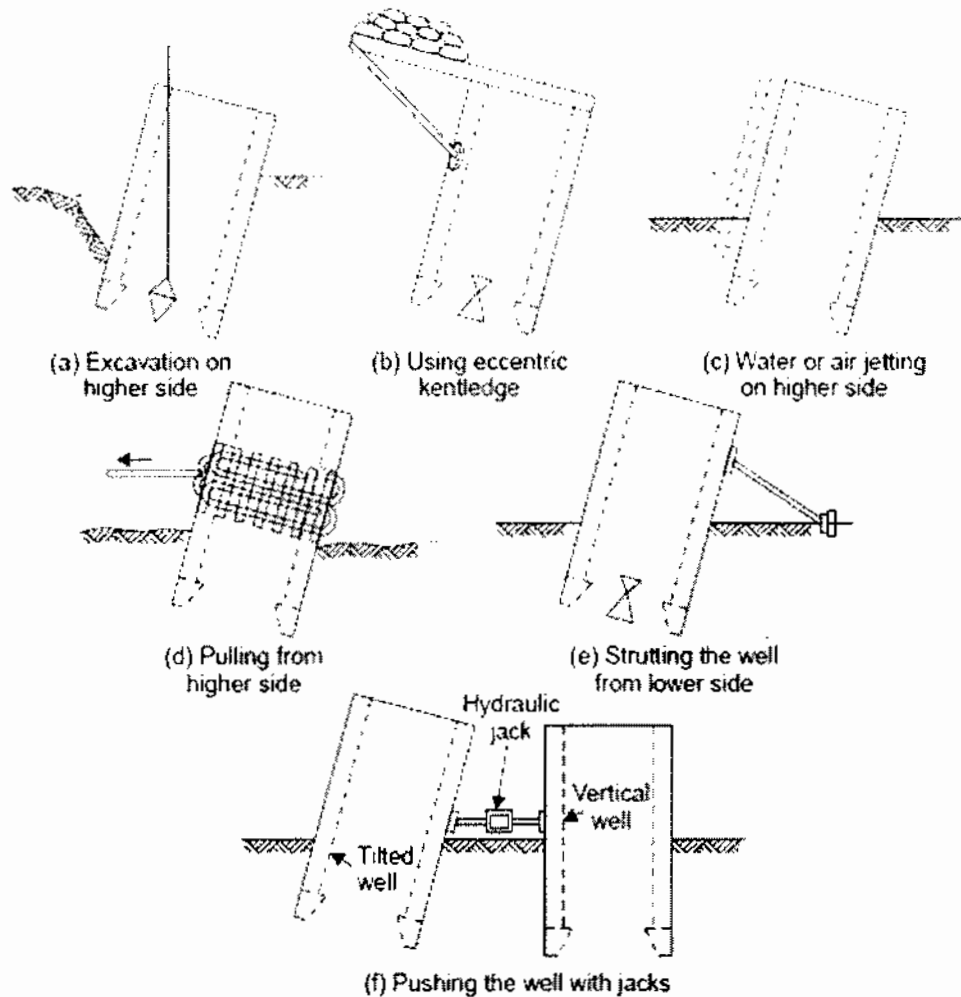 (a) Excavation on
higher side
(b) Using eccentric
kentledge
(c) Water or air jetting
on higher side
(d) Pulling from
higher side
(e) Strutting the well
from lower side
Hydraulic
jack
Vertical
well
Tilted
well
(f) Pushing the well with jacks